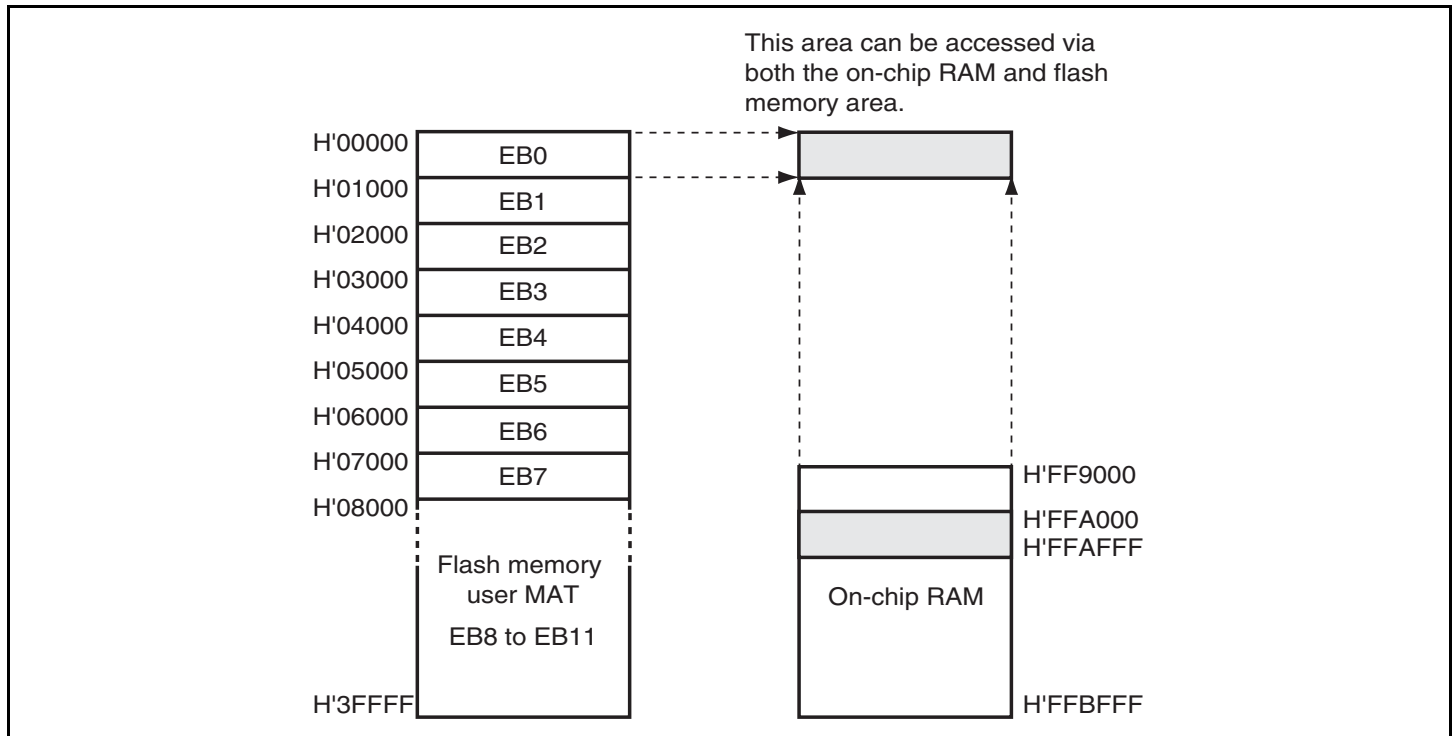 This area can be accessed via
both the on-chip RAM and flash
memory area.
H'00000
EB0
H'01000
EB1
H'02000
EB2
H'03000
EB3
H'04000
EB4
H'05000
EB5
H'06000
EB6
H'07000
EB7
H'08000
Flash memory
user MAT
EB8 to EB11
H'3FFFF
H'FF9000
H'FFA000
H'FFAFFF
On-chip RAM
H'FFBFFF